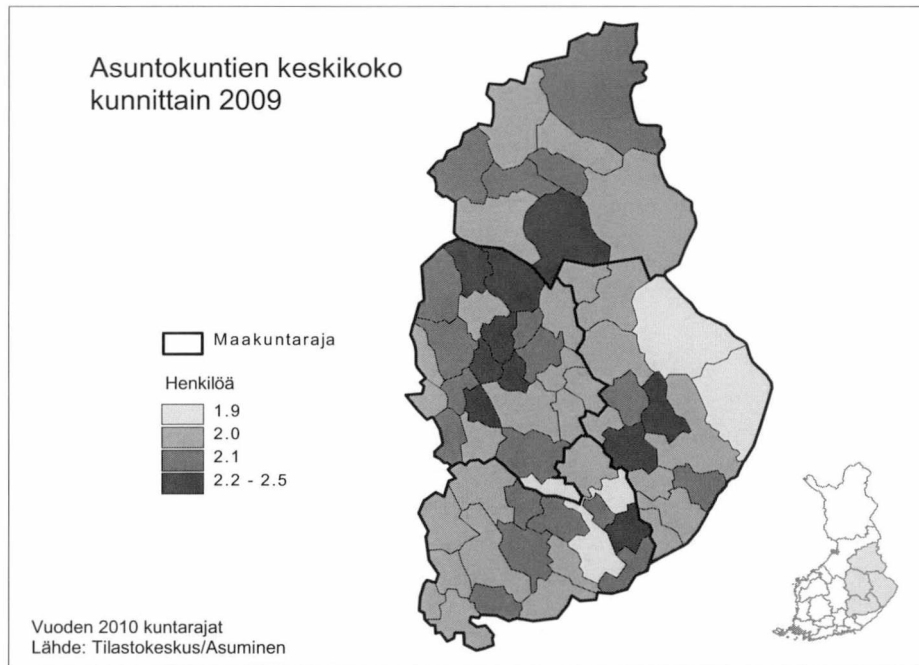 Asuntokuntien keskikoko
kunnittain 2009
Maakuntaraja
Henkilöä
1.9
2.0
2.1
2.2 - 2.5
Vuoden 2010 kuntarajat
Lähde: Tilastokeskus/Asuminen